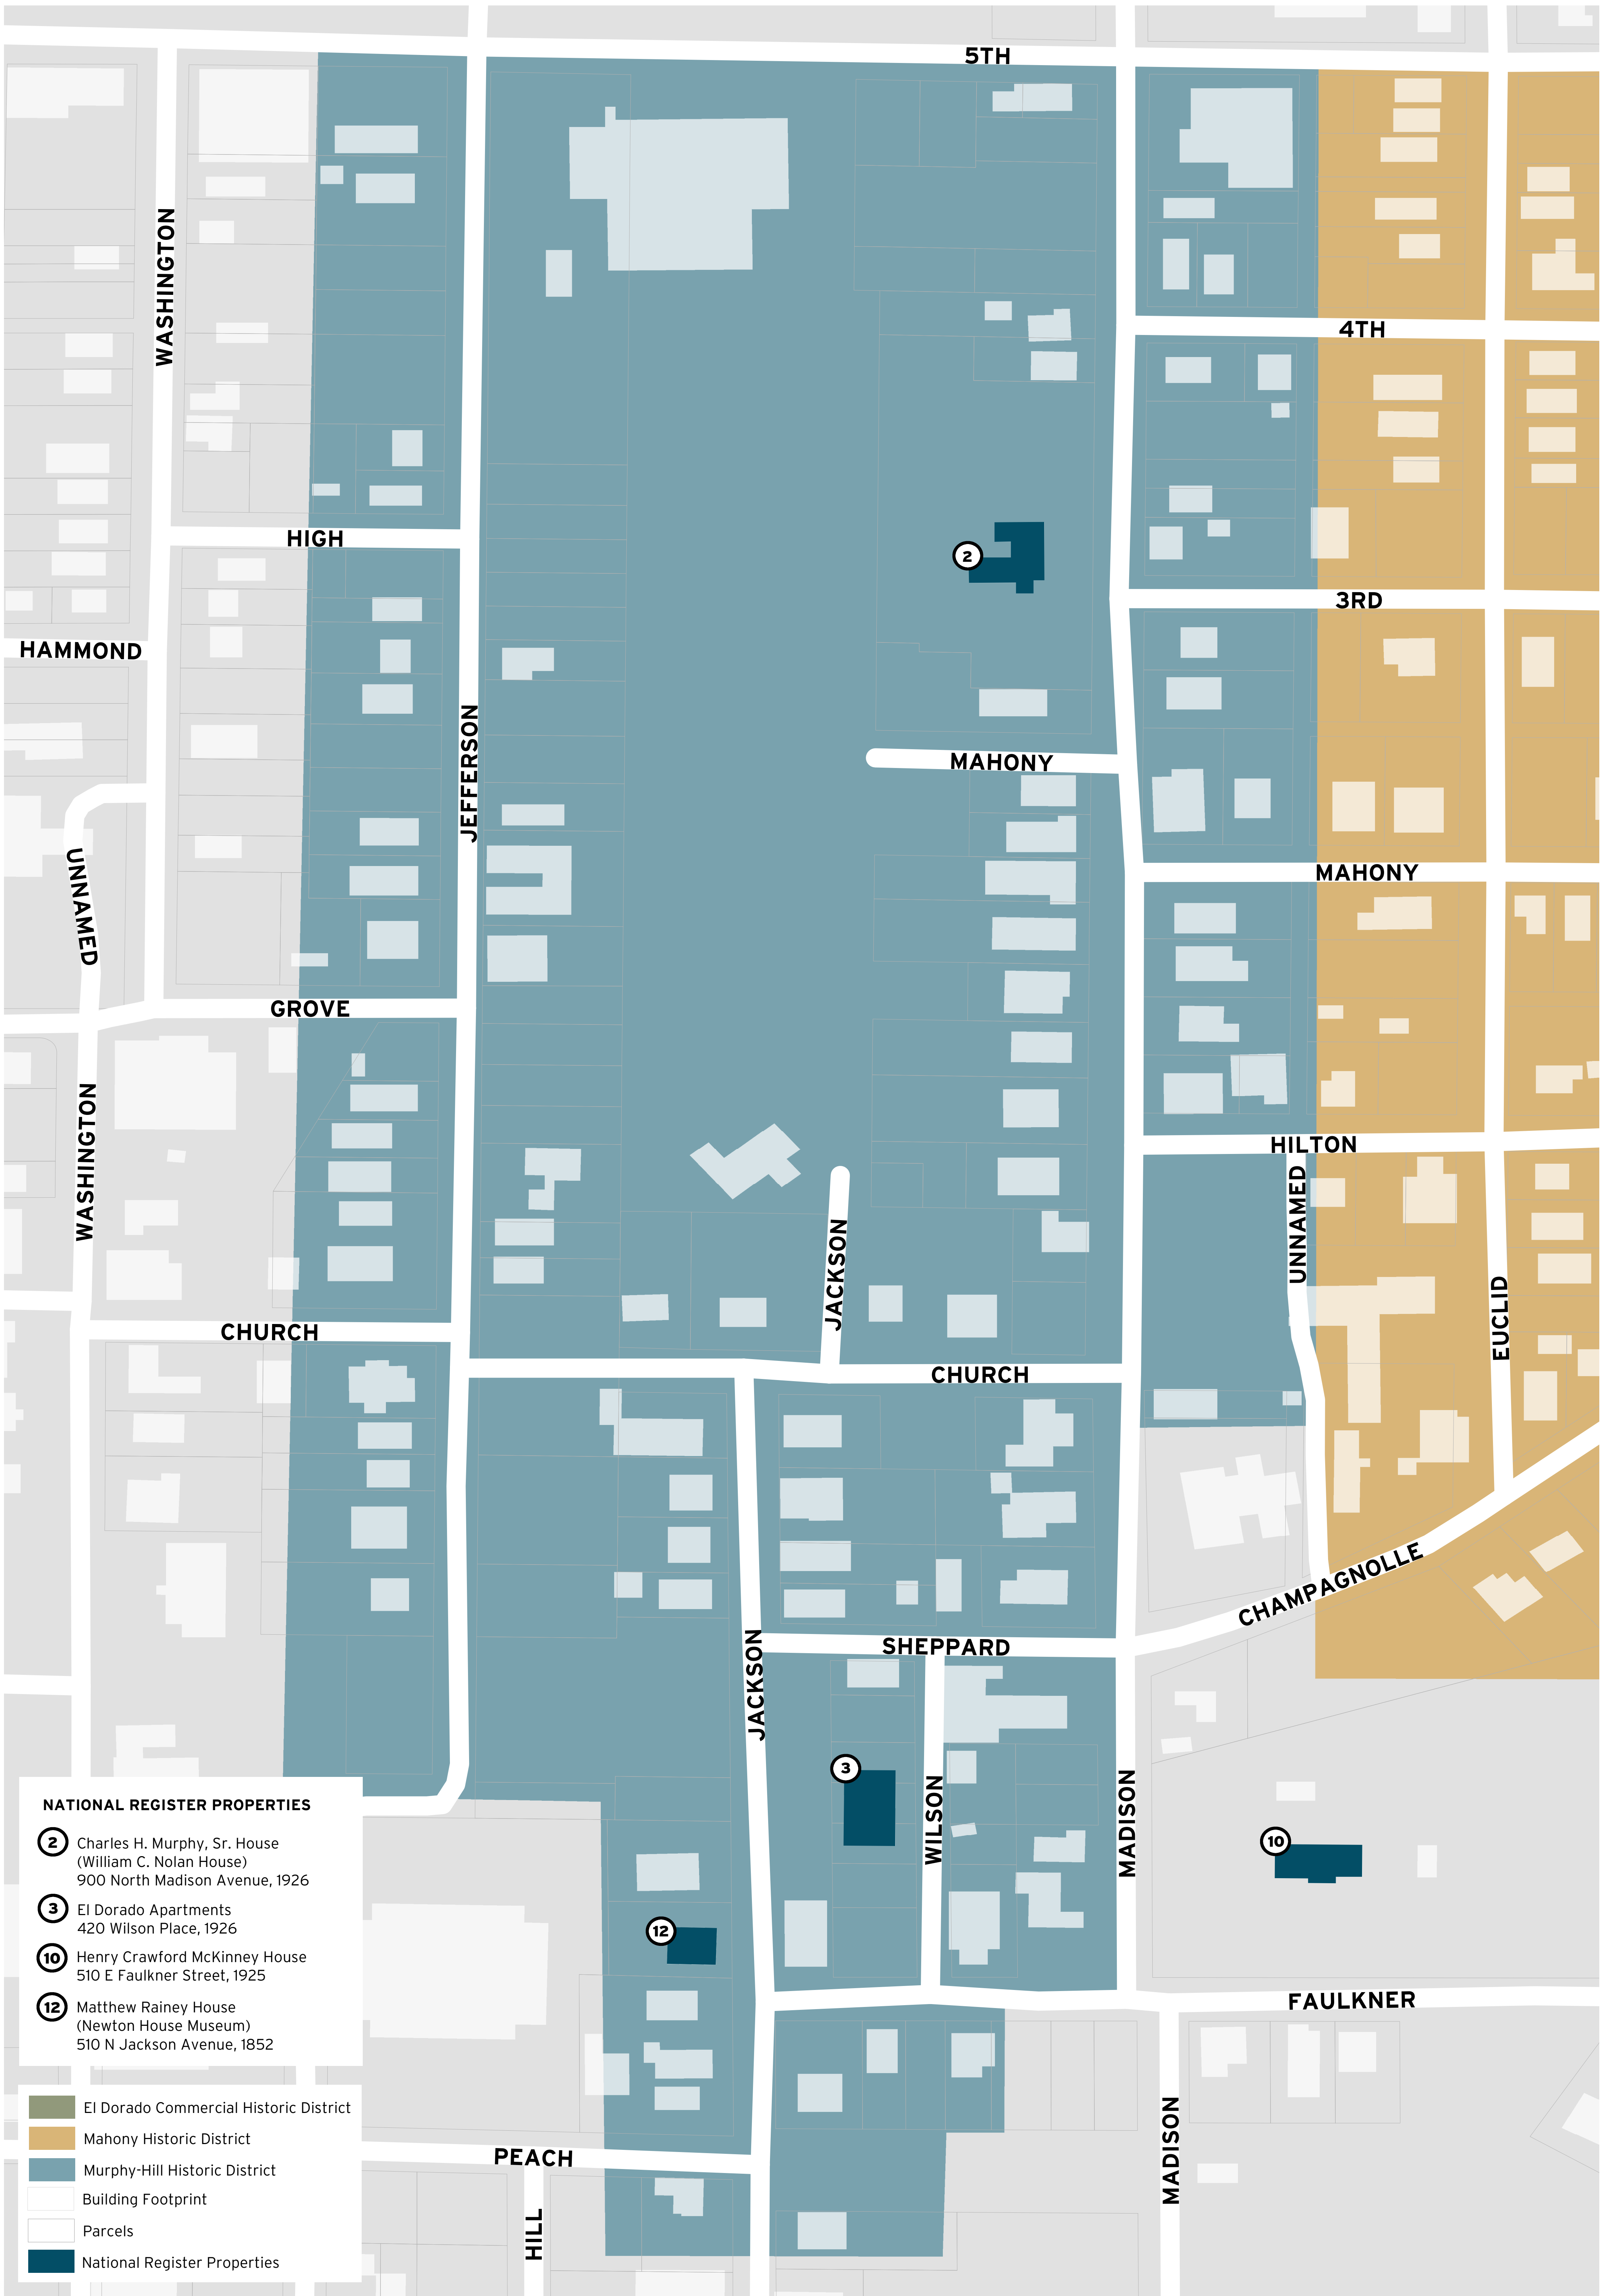 5TH
WASHINGTON
4TH
HIGH
3RD
HAMMOND
JEFFERSON
MAHONY
UNNAMED
MAHONY
GROVE
WASHINGTON
HILTON
UNNAMED
JACKSON
EUCLID
CHURCH
CHURCH
CHAMPAGNOLLE
SHEPPARD
JACKSON
WILSON
MADISON
FAULKNER
PEACH
HILL
MADISON
2
3
10
12
NATIONAL REGISTER PROPERTIES
2 Charles H. Murphy, Sr. House
(William C. Nolan House)
900 North Madison Avenue, 1926
3 El Dorado Apartments
420 Wilson Place, 1926
10 Henry Crawford McKinney House
510 E Faulkner Street, 1925
12 Matthew Rainey House
(Newton House Museum)
510 N Jackson Avenue, 1852
El Dorado Commercial Historic District
Mahony Historic District
Murphy-Hill Historic District
Building Footprint
Parcels
National Register Properties